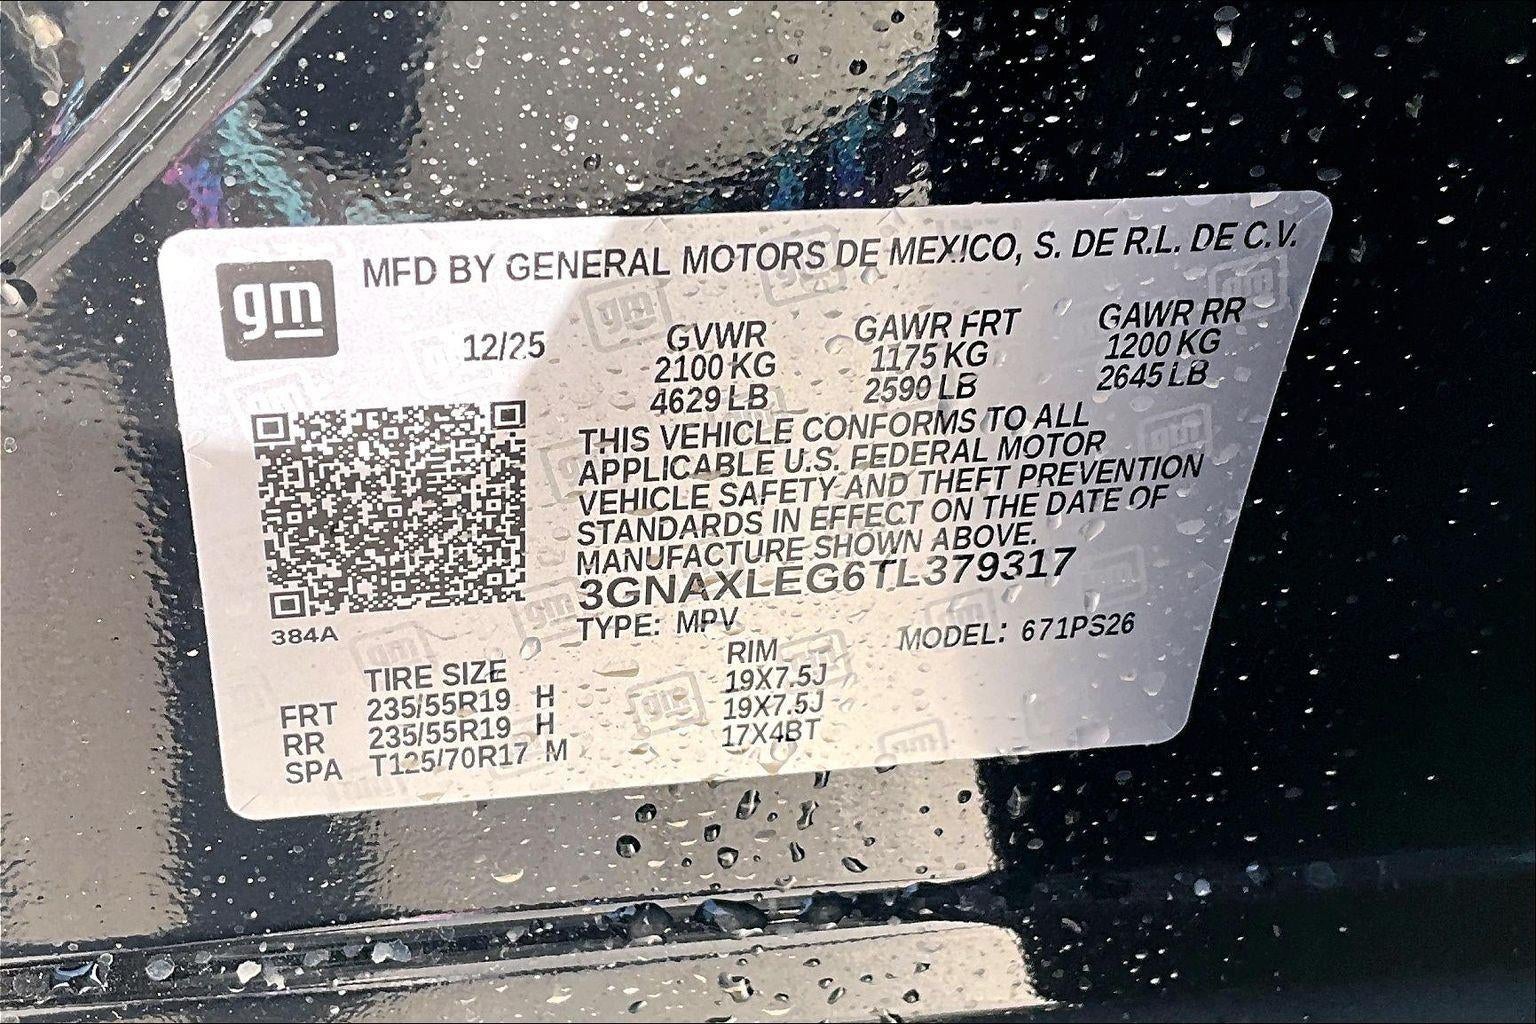 gm
MFD BY GENERAL MOTORS DE MEXICO, S. DE R.L. DE C.V.
12/25 GVWR GAWR FRT GAWR RR
2100 KG 1175 KG 1200 KG
4629 LB 2590 LB 2645 LB
THIS VEHICLE CONFORMS TO ALL
APPLICABLE U.S. FEDERAL MOTOR
VEHICLE SAFETY AND THEFT PREVENTION
STANDARDS IN EFFECT ON THE DATE OF
MANUFACTURE SHOWN ABOVE.
3GNAXLEG6TL379317
384A
TYPE: MPV MODEL: 671PS26
TIRE SIZE RIM
FRT 235/55R19 H 19X7.5J
RR 235/55R19 H 19X7.5J
SPA T125/70R17 M 17X4BT